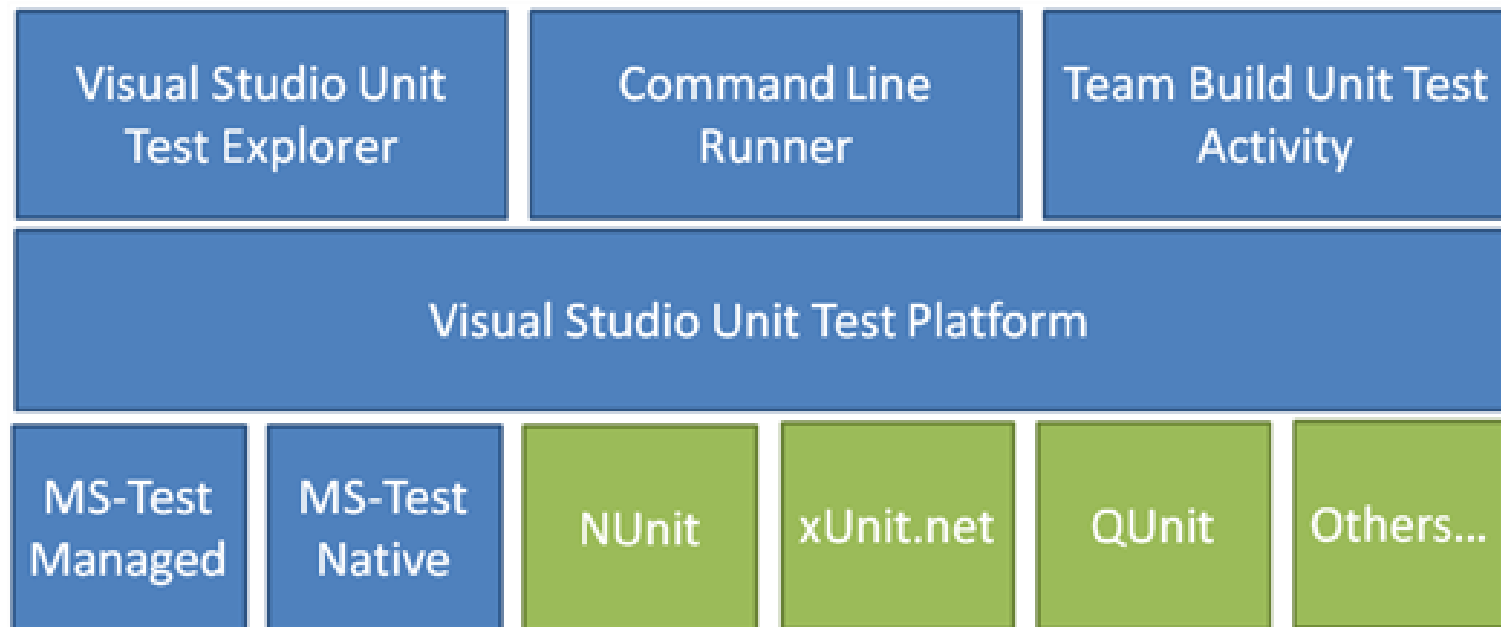 Visual Studio Unit
Test Explorer
Command Line
Runner
Team Build Unit Test
Activity
Visual Studio Unit Test Platform
MS-Test
Managed
MS-Test
Native
NUnit
xUnit.net
QUnit
Others...